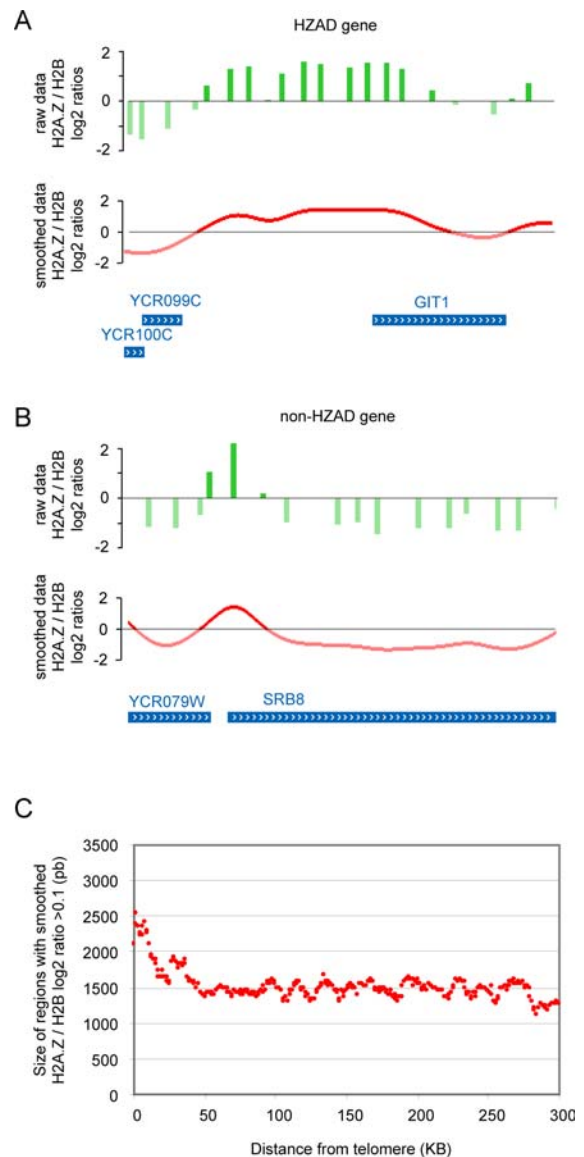 A
HZAD gene
raw data
H2A.Z / H2B
log2 ratios
2
0
-2
smoothed data
H2A.Z / H2B
log2 ratios
2
0
-2
YCR099C
GIT1
YCR100C
B
non-HZAD gene
raw data
H2A.Z / H2B
log2 ratios
2
0
-2
smoothed data
H2A.Z / H2B
log2 ratios
2
0
-2
YCR079W
SRB8
C
Size of regions with smoothed
H2A.Z / H2B log2 ratio >0.1 (pb)
3500
3000
2500
2000
1500
1000
500
0
0 50 100 150 200 250 300
Distance from telomere (KB)